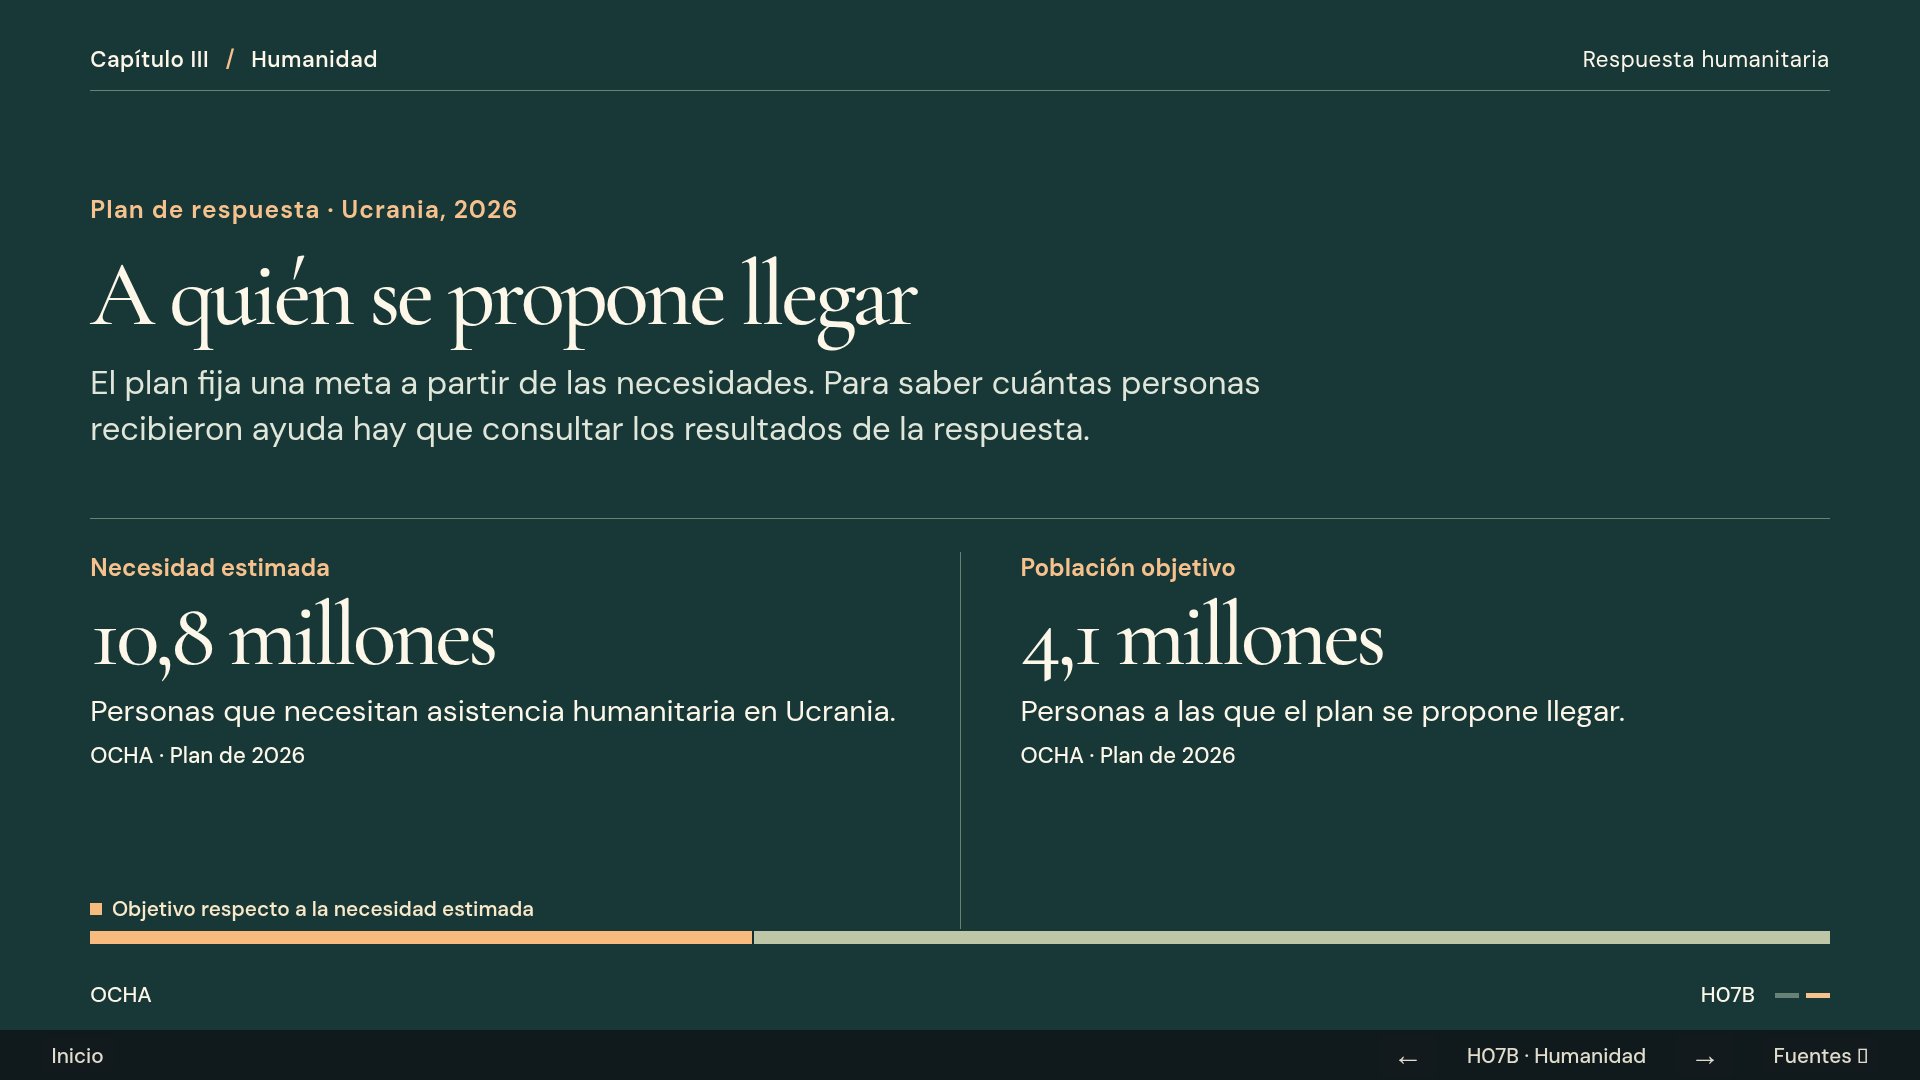 Capítulo III / Humanidad
Respuesta humanitaria
Plan de respuesta · Ucrania, 2026
A quién se propone llegar
El plan fija una meta a partir de las necesidades. Para saber cuántas personas
recibieron ayuda hay que consultar los resultados de la respuesta.
Necesidad estimada
10,8 millones
Personas que necesitan asistencia humanitaria en Ucrania.
OCHA · Plan de 2026
Población objetivo
4,1 millones
Personas a las que el plan se propone llegar.
OCHA · Plan de 2026
Objetivo respecto a la necesidad estimada
OCHA
H07B
Inicio
← H07B · Humanidad →
Fuentes